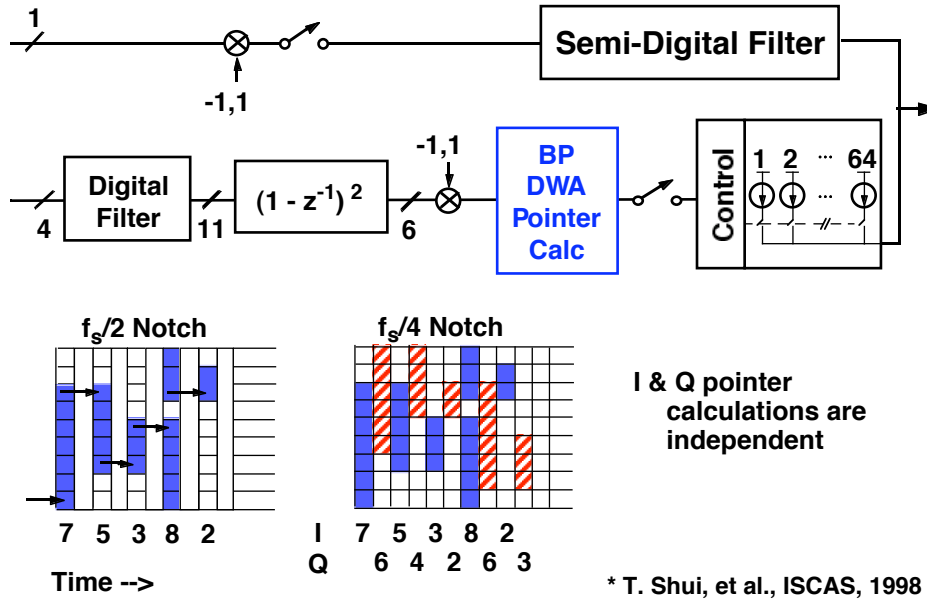 1
-1,1
Semi-Digital Filter
4
Digital Filter
11
(1 - z⁻¹) ²
6
-1,1
BP DWA Pointer Calc
Control
1 2 ... 64
...
fₛ/2 Notch
7 5 3 8 2
Time -->
fₛ/4 Notch
I 7 5 3 8 2
Q 6 4 2 6 3
I & Q pointer
calculations are
independent
* T. Shui, et al., ISCAS, 1998